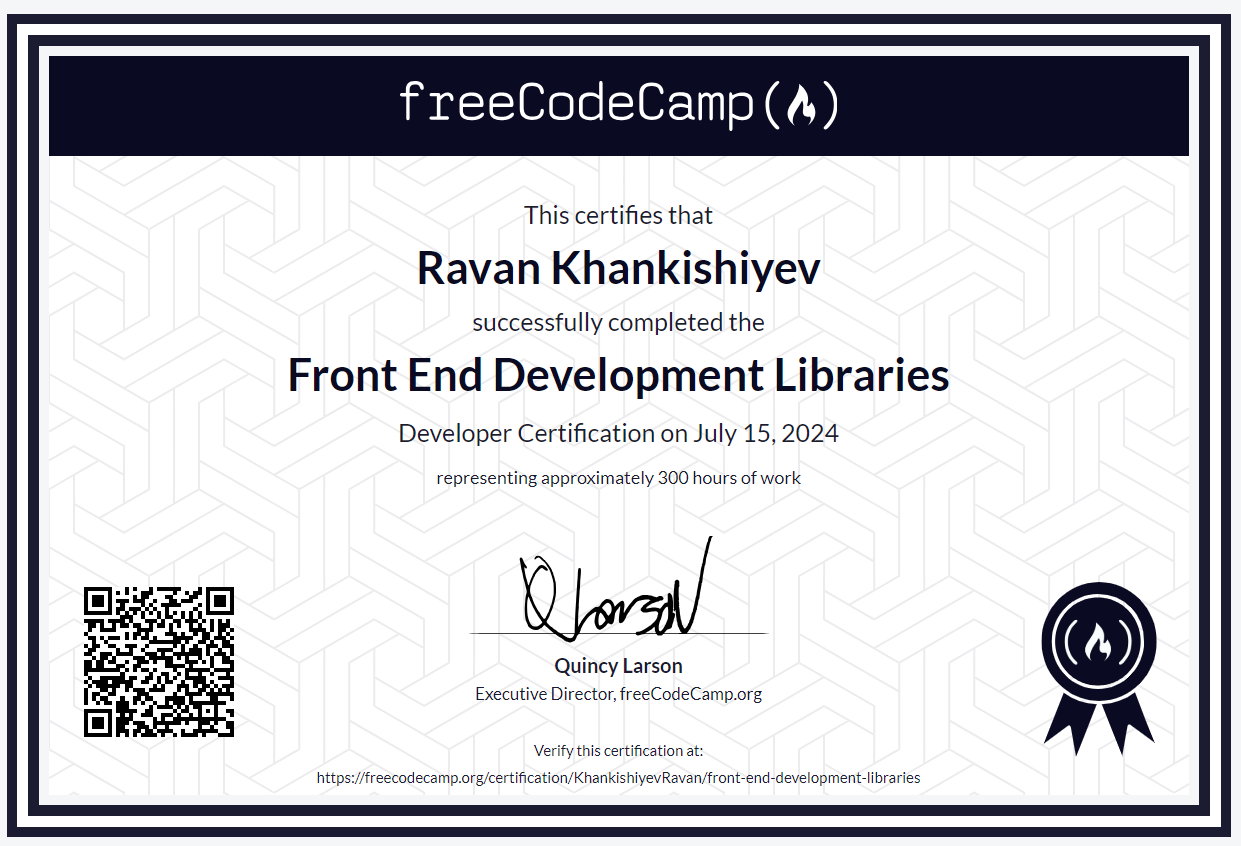 freeCodeCamp
This certifies that
Ravan Khankishiyev
successfully completed the
Front End Development Libraries
Developer Certification on July 15, 2024
representing approximately 300 hours of work
QLarson
Quincy Larson
Executive Director, freeCodeCamp.org
Verify this certification at:
https://freecodecamp.org/certification/KhankishiyevRavan/front-end-development-libraries